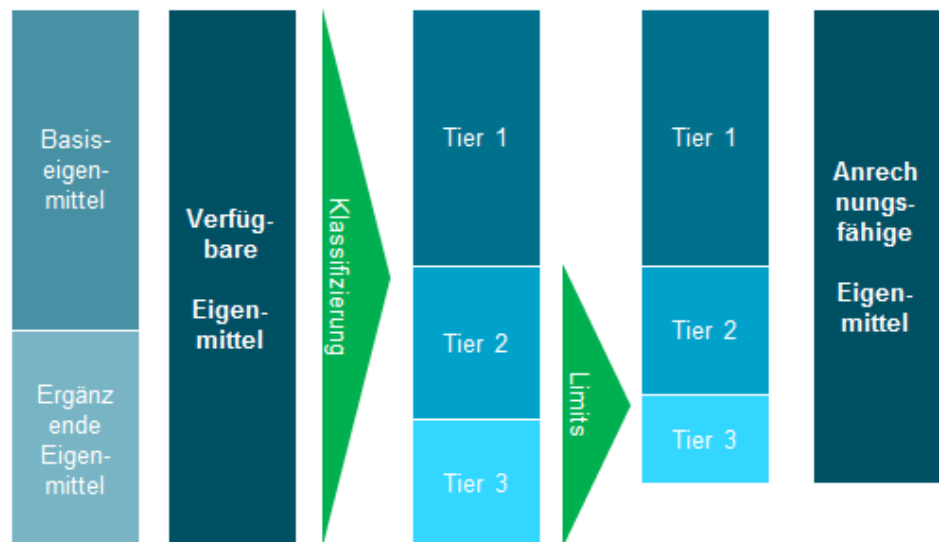 Basis-
eigen-
mittel
Ergänz
ende
Eigen-
mittel
Verfüg-
bare
Eigen-
mittel
Klassifizierung
Tier 1
Tier 2
Tier 3
Limits
Tier 1
Tier 2
Tier 3
Anrech
nungs-
fähige
Eigen-
mittel